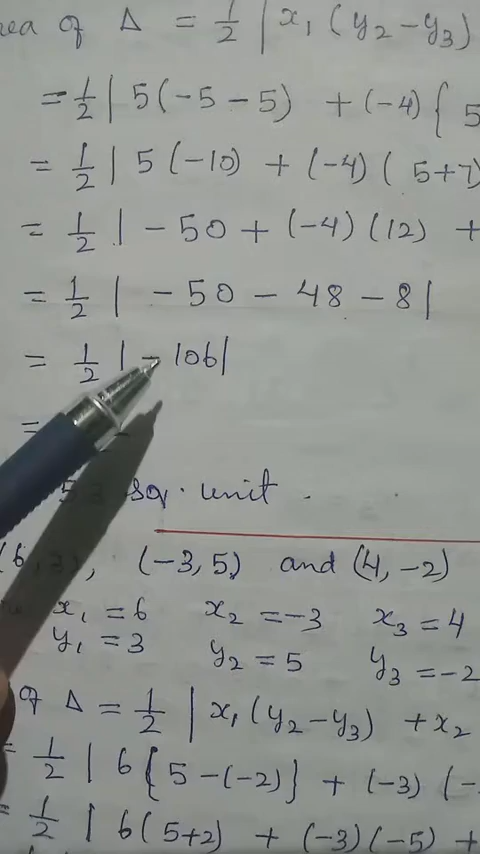 rea of Δ = 1/2 | x₁ (y₂ - y₃)
= 1/2 | 5(-5 - 5) + (-4) { 5
= 1/2 | 5 (-10) + (-4) ( 5+7)
= 1/2 | - 50 + (-4) (12) +
= 1/2 | - 50 - 48 - 8 |
= 1/2 | - 106 |
=
sq. unit .
(6, 3), (-3, 5) and (4, -2)
x₁ = 6 x₂ = -3 x₃ = 4
y₁ = 3 y₂ = 5 y₃ = -2
of Δ = 1/2 | x₁ (y₂ - y₃) + x₂
= 1/2 | 6 { 5 - (-2) } + (-3) (-
= 1/2 | 6 ( 5+2) + (-3) (-5) +